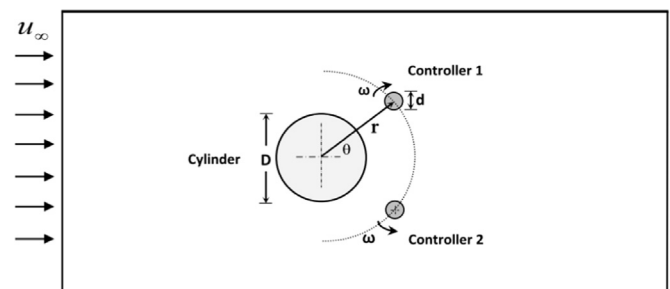 u∞
Controller 1
ω
d
r
θ
Cylinder
D
ω
Controller 2